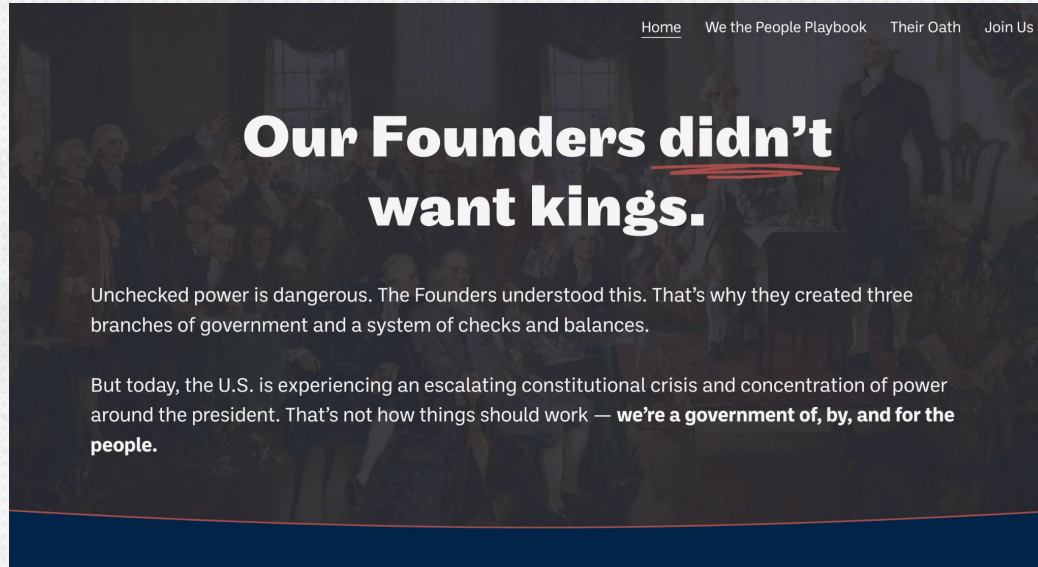 Home We the People Playbook Their Oath Join Us
Our Founders didn’t
want kings.
Unchecked power is dangerous. The Founders understood this. That’s why they created three
branches of government and a system of checks and balances.
But today, the U.S. is experiencing an escalating constitutional crisis and concentration of power
around the president. That’s not how things should work — we’re a government of, by, and for the
people.